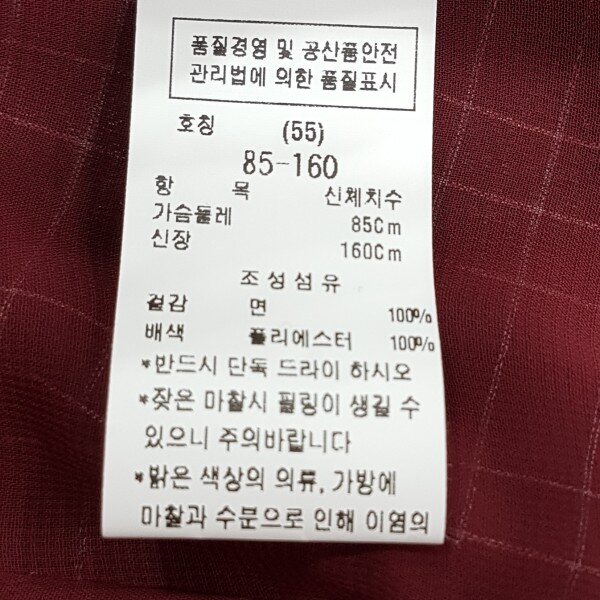 품질경영 및 공산품안전
관리법에 의한 품질표시
호칭 (55)
85-160
항 목 신체치수
가슴둘레 85Cm
신장 160Cm
조성섬유
겉감 면 100%
배색 폴리에스터 100%
*반드시 단독 드라이 하시오
*잦은 마찰시 필링이 생길 수
있으니 주의바랍니다
*밝은 색상의 의류, 가방에
마찰과 수분으로 인해 이염의